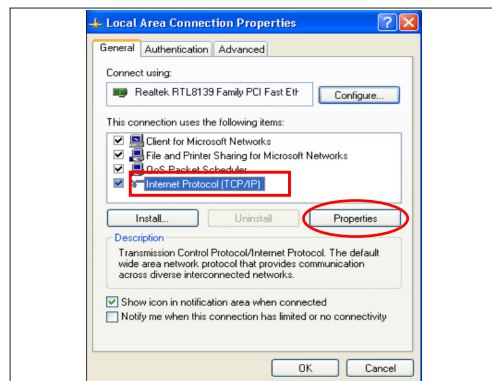 Local Area Connection Properties
General Authentication Advanced
Connect using:
Realtek RTL8139 Family PCI Fast Eth
Configure...
This connection uses the following items:
Client for Microsoft Networks
File and Printer Sharing for Microsoft Networks
QoS Packet Scheduler
Internet Protocol (TCP/IP)
Install... Uninstall Properties
Description
Transmission Control Protocol/Internet Protocol. The default
wide area network protocol that provides communication
across diverse interconnected networks.
Show icon in notification area when connected
Notify me when this connection has limited or no connectivity
OK Cancel